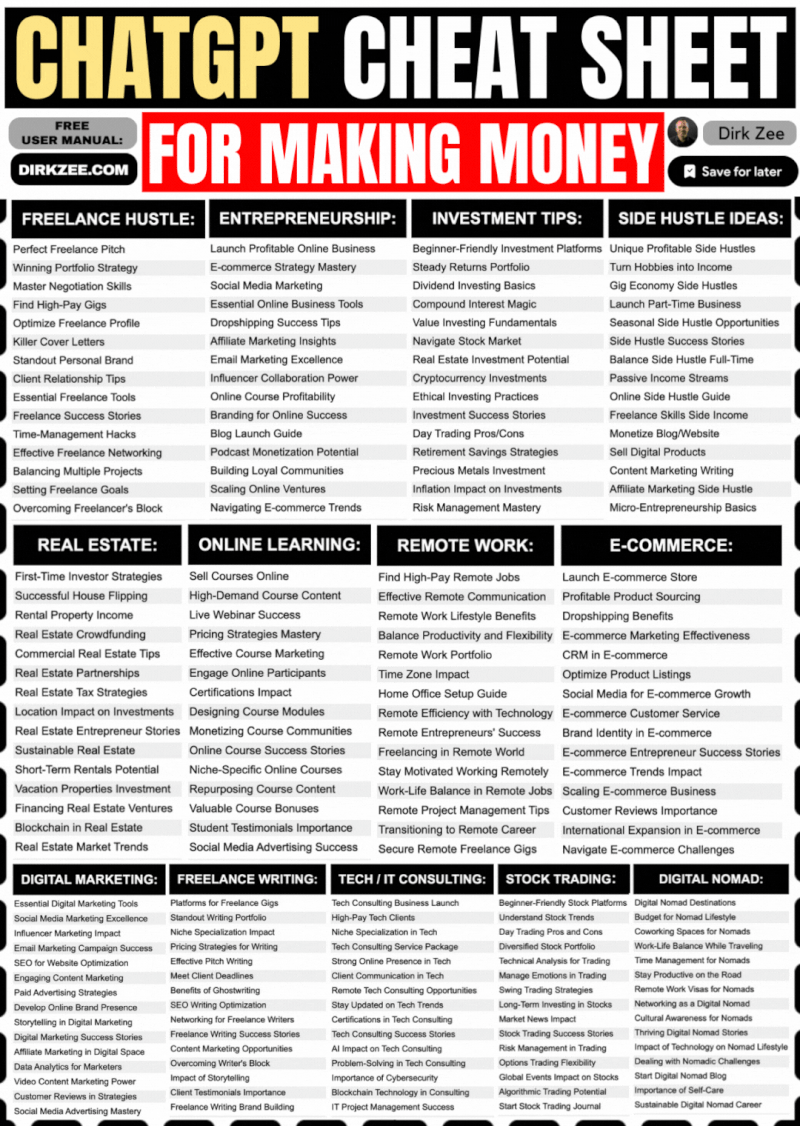 CHATGPT CHEAT SHEET
FREE
USER MANUAL:
DIRKZEE.COM
FOR MAKING MONEY
Dirk Zee
Save for later
FREELANCE HUSTLE:
Perfect Freelance Pitch
Winning Portfolio Strategy
Master Negotiation Skills
Find High-Pay Gigs
Optimize Freelance Profile
Killer Cover Letters
Standout Personal Brand
Client Relationship Tips
Essential Freelance Tools
Freelance Success Stories
Time-Management Hacks
Effective Freelance Networking
Balancing Multiple Projects
Setting Freelance Goals
Overcoming Freelancer's Block
ENTREPRENEURSHIP:
Launch Profitable Online Business
E-commerce Strategy Mastery
Social Media Marketing
Essential Online Business Tools
Dropshipping Success Tips
Affiliate Marketing Insights
Email Marketing Excellence
Influencer Collaboration Power
Online Course Profitability
Branding for Online Success
Blog Launch Guide
Podcast Monetization Potential
Building Loyal Communities
Scaling Online Ventures
Navigating E-commerce Trends
INVESTMENT TIPS:
Beginner-Friendly Investment Platforms
Steady Returns Portfolio
Dividend Investing Basics
Compound Interest Magic
Value Investing Fundamentals
Navigate Stock Market
Real Estate Investment Potential
Cryptocurrency Investments
Ethical Investing Practices
Investment Success Stories
Day Trading Pros/Cons
Retirement Savings Strategies
Precious Metals Investment
Inflation Impact on Investments
Risk Management Mastery
SIDE HUSTLE IDEAS:
Unique Profitable Side Hustles
Turn Hobbies into Income
Gig Economy Side Hustles
Launch Part-Time Business
Seasonal Side Hustle Opportunities
Side Hustle Success Stories
Balance Side Hustle Full-Time
Passive Income Streams
Online Side Hustle Guide
Freelance Skills Side Income
Monetize Blog/Website
Sell Digital Products
Content Marketing Writing
Affiliate Marketing Side Hustle
Micro-Entrepreneurship Basics
REAL ESTATE:
First-Time Investor Strategies
Successful House Flipping
Rental Property Income
Real Estate Crowdfunding
Commercial Real Estate Tips
Real Estate Partnerships
Real Estate Tax Strategies
Location Impact on Investments
Real Estate Entrepreneur Stories
Sustainable Real Estate
Short-Term Rentals Potential
Vacation Properties Investment
Financing Real Estate Ventures
Blockchain in Real Estate
Real Estate Market Trends
ONLINE LEARNING:
Sell Courses Online
High-Demand Course Content
Live Webinar Success
Pricing Strategies Mastery
Effective Course Marketing
Engage Online Participants
Certifications Impact
Designing Course Modules
Monetizing Course Communities
Online Course Success Stories
Niche-Specific Online Courses
Repurposing Course Content
Valuable Course Bonuses
Student Testimonials Importance
Social Media Advertising Success
REMOTE WORK:
Find High-Pay Remote Jobs
Effective Remote Communication
Remote Work Lifestyle Benefits
Balance Productivity and Flexibility
Remote Work Portfolio
Time Zone Impact
Home Office Setup Guide
Remote Efficiency with Technology
Remote Entrepreneurs' Success
Freelancing in Remote World
Stay Motivated Working Remotely
Work-Life Balance in Remote Jobs
Remote Project Management Tips
Transitioning to Remote Career
Secure Remote Freelance Gigs
E-COMMERCE:
Launch E-commerce Store
Profitable Product Sourcing
Dropshipping Benefits
E-commerce Marketing Effectiveness
CRM in E-commerce
Optimize Product Listings
Social Media for E-commerce Growth
E-commerce Customer Service
Brand Identity in E-commerce
E-commerce Entrepreneur Success Stories
E-commerce Trends Impact
Scaling E-commerce Business
Customer Reviews Importance
International Expansion in E-commerce
Navigate E-commerce Challenges
DIGITAL MARKETING:
Essential Digital Marketing Tools
Social Media Marketing Excellence
Influencer Marketing Impact
Email Marketing Campaign Success
SEO for Website Optimization
Engaging Content Marketing
Paid Advertising Strategies
Develop Online Brand Presence
Storytelling in Digital Marketing
Digital Marketing Success Stories
Affiliate Marketing in Digital Space
Data Analytics for Marketers
Video Content Marketing Power
Customer Reviews in Strategies
Social Media Advertising Mastery
FREELANCE WRITING:
Platforms for Freelance Gigs
Standout Writing Portfolio
Niche Specialization Impact
Pricing Strategies for Writing
Effective Pitch Writing
Meet Client Deadlines
Benefits of Ghostwriting
SEO Writing Optimization
Networking for Freelance Writers
Freelance Writing Success Stories
Content Marketing Opportunities
Overcoming Writer's Block
Impact of Storytelling
Client Testimonials Importance
Freelance Writing Brand Building
TECH / IT CONSULTING:
Tech Consulting Business Launch
High-Pay Tech Clients
Niche Specialization in Tech
Tech Consulting Service Package
Strong Online Presence in Tech
Client Communication in Tech
Remote Tech Consulting Opportunities
Stay Updated on Tech Trends
Certifications in Tech Consulting
Tech Consulting Success Stories
AI Impact on Tech Consulting
Problem-Solving in Tech Consulting
Importance of Cybersecurity
Blockchain Technology in Consulting
IT Project Management Success
STOCK TRADING:
Beginner-Friendly Stock Platforms
Understand Stock Trends
Day Trading Pros and Cons
Diversified Stock Portfolio
Technical Analysis for Trading
Manage Emotions in Trading
Swing Trading Strategies
Long-Term Investing in Stocks
Market News Impact
Stock Trading Success Stories
Risk Management in Trading
Options Trading Flexibility
Global Events Impact on Stocks
Algorithmic Trading Potential
Start Stock Trading Journal
DIGITAL NOMAD:
Digital Nomad Destinations
Budget for Nomad Lifestyle
Coworking Spaces for Nomads
Work-Life Balance While Traveling
Time Management for Nomads
Stay Productive on the Road
Remote Work Visas for Nomads
Networking as a Digital Nomad
Cultural Awareness for Nomads
Thriving Digital Nomad Stories
Impact of Technology on Nomad Lifestyle
Dealing with Nomadic Challenges
Start Digital Nomad Blog
Importance of Self-Care
Sustainable Digital Nomad Career